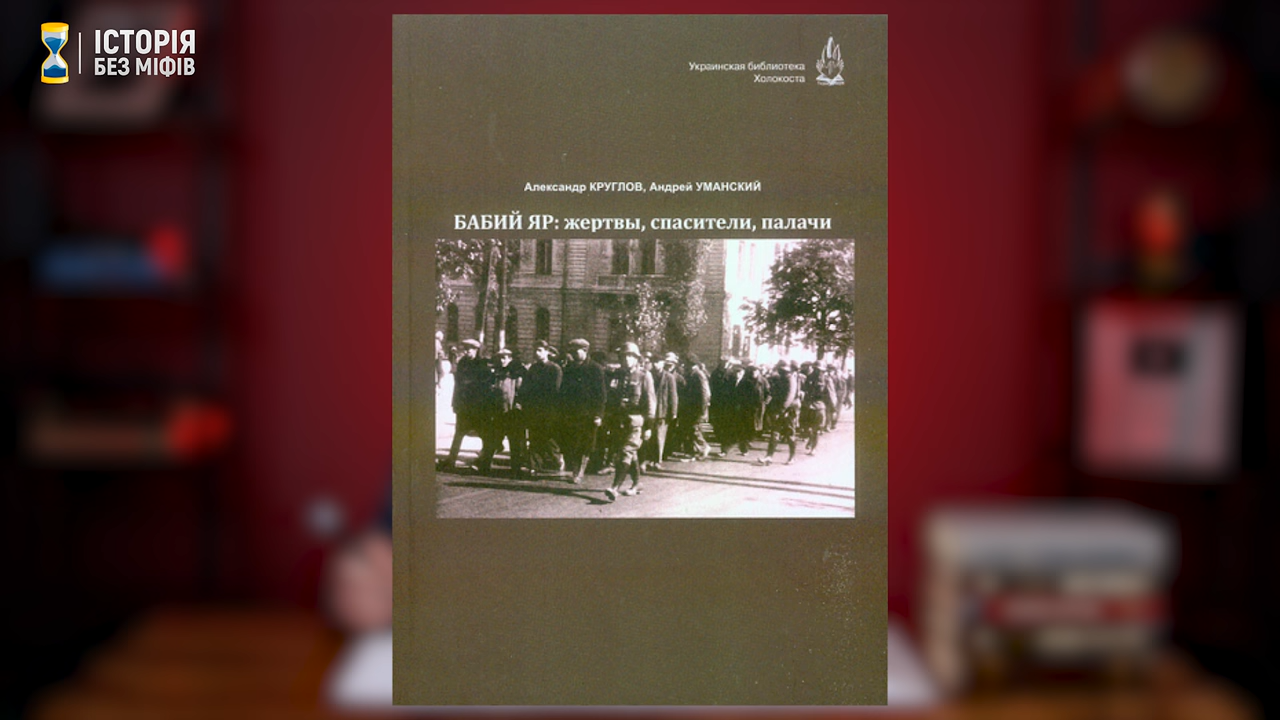 ІСТОРІЯ
БЕЗ МІФІВ
Украинская библиотека
Холокоста
Александр КРУГЛОВ, Андрей УМАНСКИЙ
БАБИЙ ЯР: жертвы, спасители, палачи